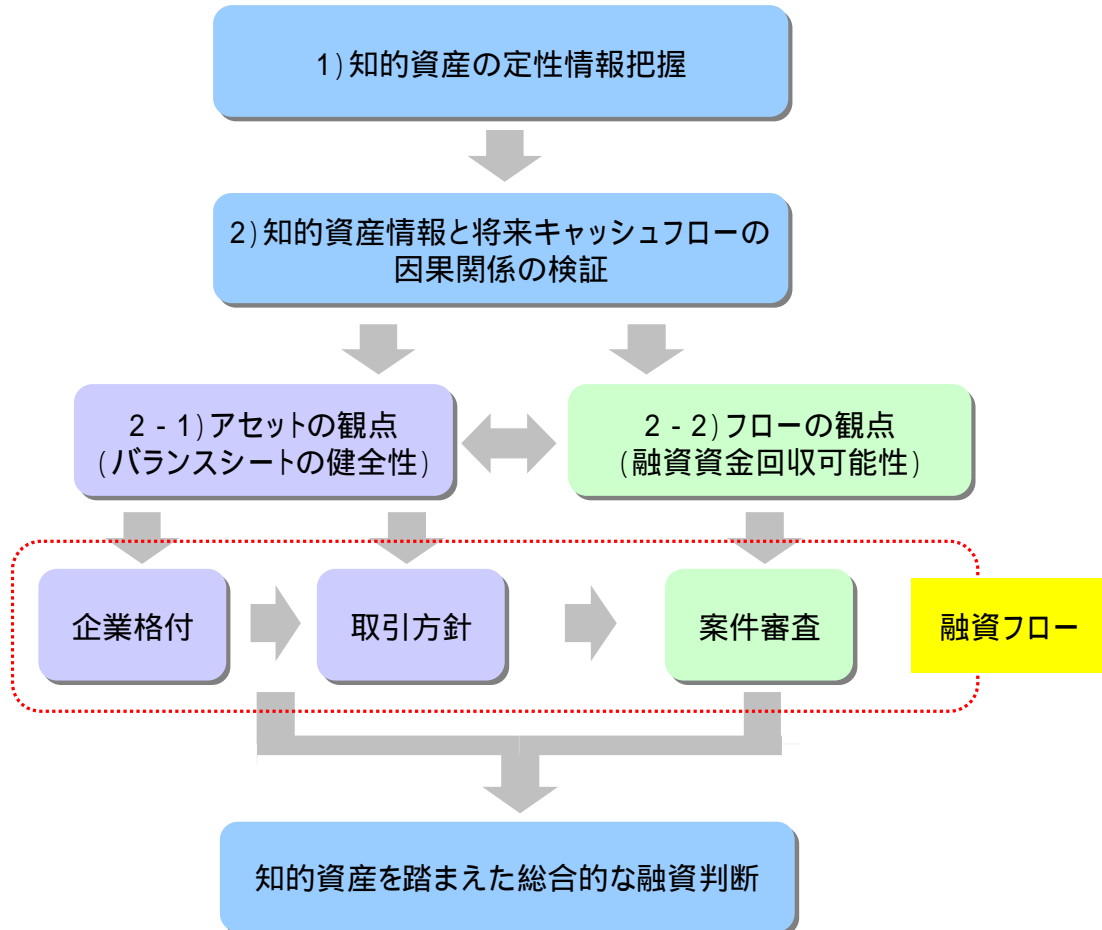 1)知的資産の定性情報把握
2)知的資産情報と将来キャッシュフローの
因果関係の検証
2-1)アセットの観点
(バランスシートの健全性)
2-2)フローの観点
(融資資金回収可能性)
企業格付
取引方針
案件審査
融資フロー
知的資産を踏まえた総合的な融資判断